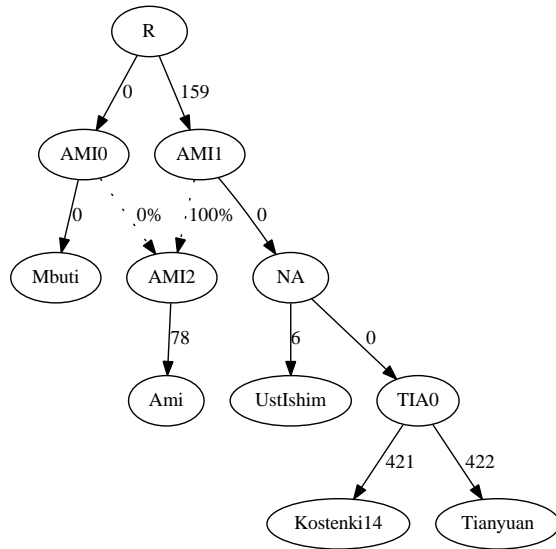 R
0
159
AMI0
AMI1
0
0%
100%
0
Mbuti
AMI2
NA
78
6
0
Ami
UstIshim
TIA0
421
422
Kostenki14
Tianyuan